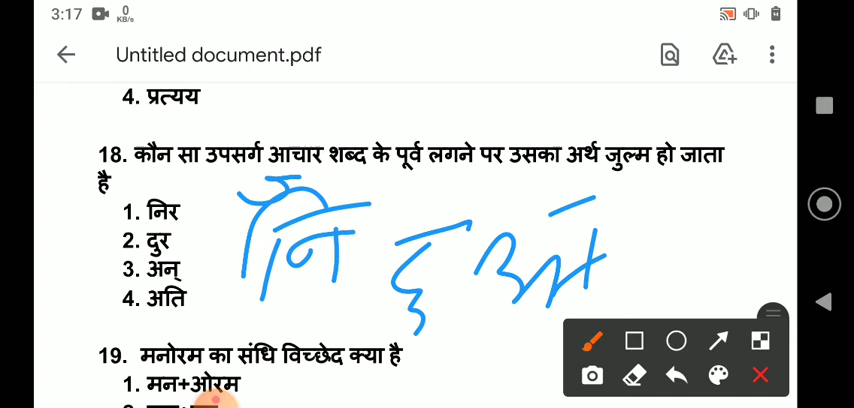 3:17 0 KB/s
Untitled document.pdf
4. प्रत्यय
18. कौन सा उपसर्ग आचार शब्द के पूर्व लगने पर उसका अर्थ जुल्म हो जाता
है
1. निर
2. दुर
3. अन्
4. अति
नि
19. मनोरम का संधि विच्छेद क्या है
1. मन+ओरम